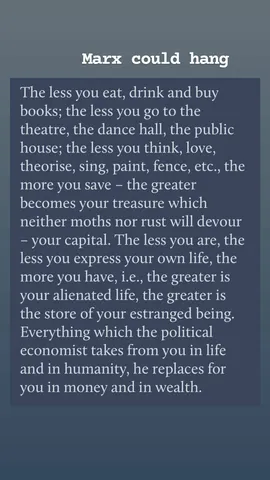 Marx could hang
The less you eat, drink and buy
books; the less you go to the
theatre, the dance hall, the public
house; the less you think, love,
theorise, sing, paint, fence, etc., the
more you save – the greater
becomes your treasure which
neither moths nor rust will devour
– your capital. The less you are, the
less you express your own life, the
more you have, i.e., the greater is
your alienated life, the greater is
the store of your estranged being.
Everything which the political
economist takes from you in life
and in humanity, he replaces for
you in money and in wealth.